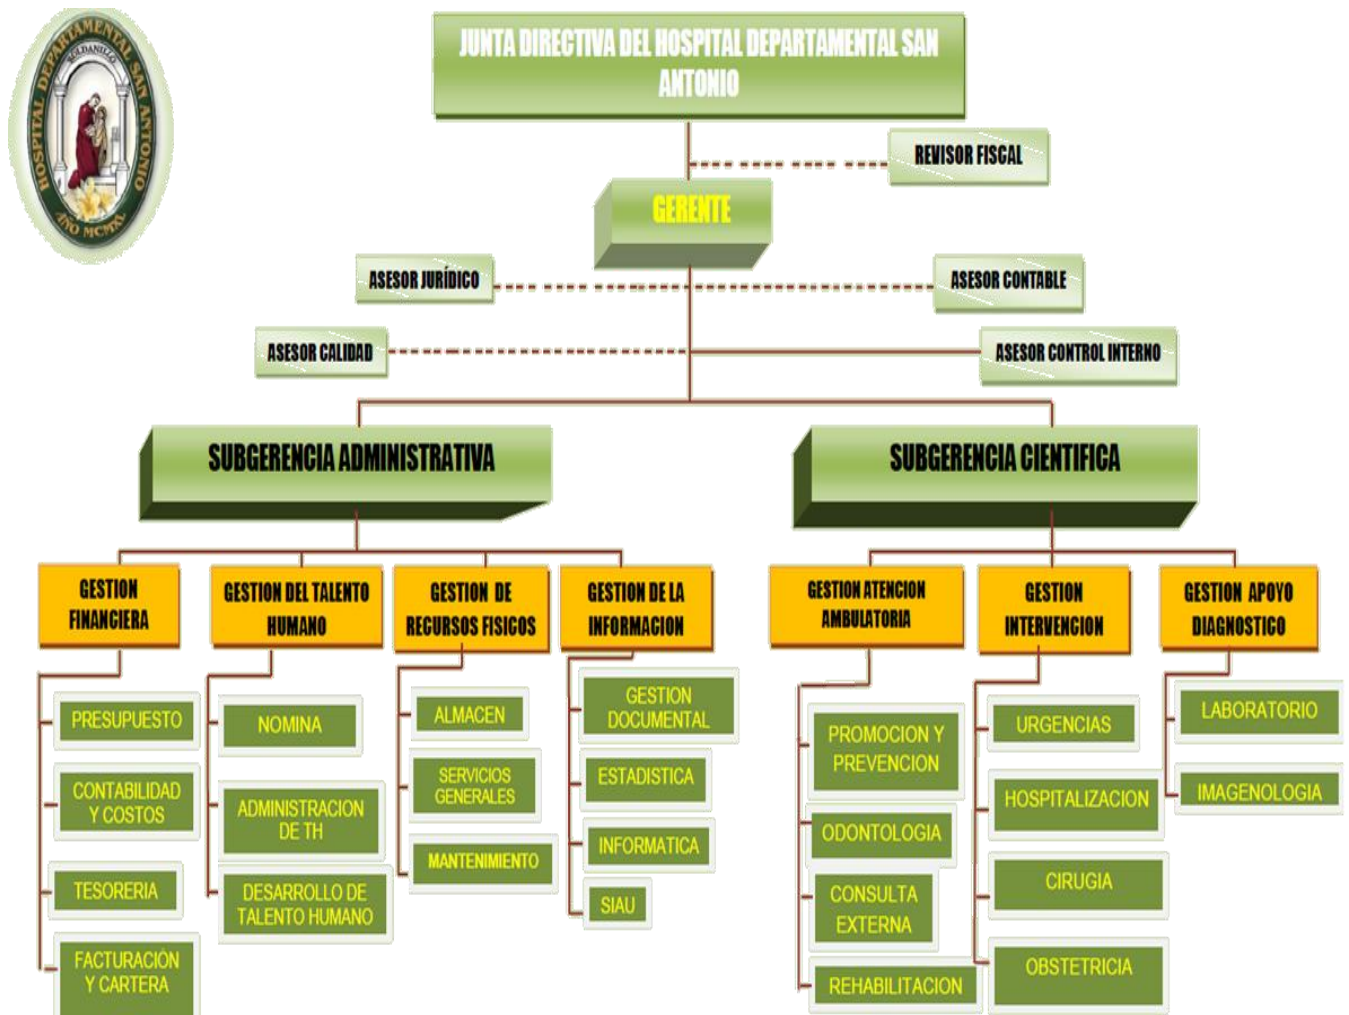 HOSPITAL DEPARTAMENTAL SAN ANTONIO
ROLDANILLO
AÑO MCMXL
JUNTA DIRECTIVA DEL HOSPITAL DEPARTAMENTAL SAN
ANTONIO
REVISOR FISCAL
GERENTE
ASESOR JURÍDICO
ASESOR CONTABLE
ASESOR CALIDAD
ASESOR CONTROL INTERNO
SUBGERENCIA ADMINISTRATIVA
SUBGERENCIA CIENTIFICA
GESTION
FINANCIERA
GESTION DEL TALENTO
HUMANO
GESTION DE
RECURSOS FISICOS
GESTION DE LA
INFORMACION
GESTION ATENCION
AMBULATORIA
GESTION
INTERVENCION
GESTION APOYO
DIAGNOSTICO
PRESUPUESTO
CONTABILIDAD
Y COSTOS
TESORERIA
FACTURACIÓN
Y CARTERA
NOMINA
ADMINISTRACION
DE TH
DESARROLLO DE
TALENTO HUMANO
ALMACEN
SERVICIOS
GENERALES
MANTENIMIENTO
GESTION
DOCUMENTAL
ESTADISTICA
INFORMATICA
SIAU
PROMOCION Y
PREVENCION
ODONTOLOGIA
CONSULTA
EXTERNA
REHABILITACION
URGENCIAS
HOSPITALIZACION
CIRUGIA
OBSTETRICIA
LABORATORIO
IMAGENOLOGIA